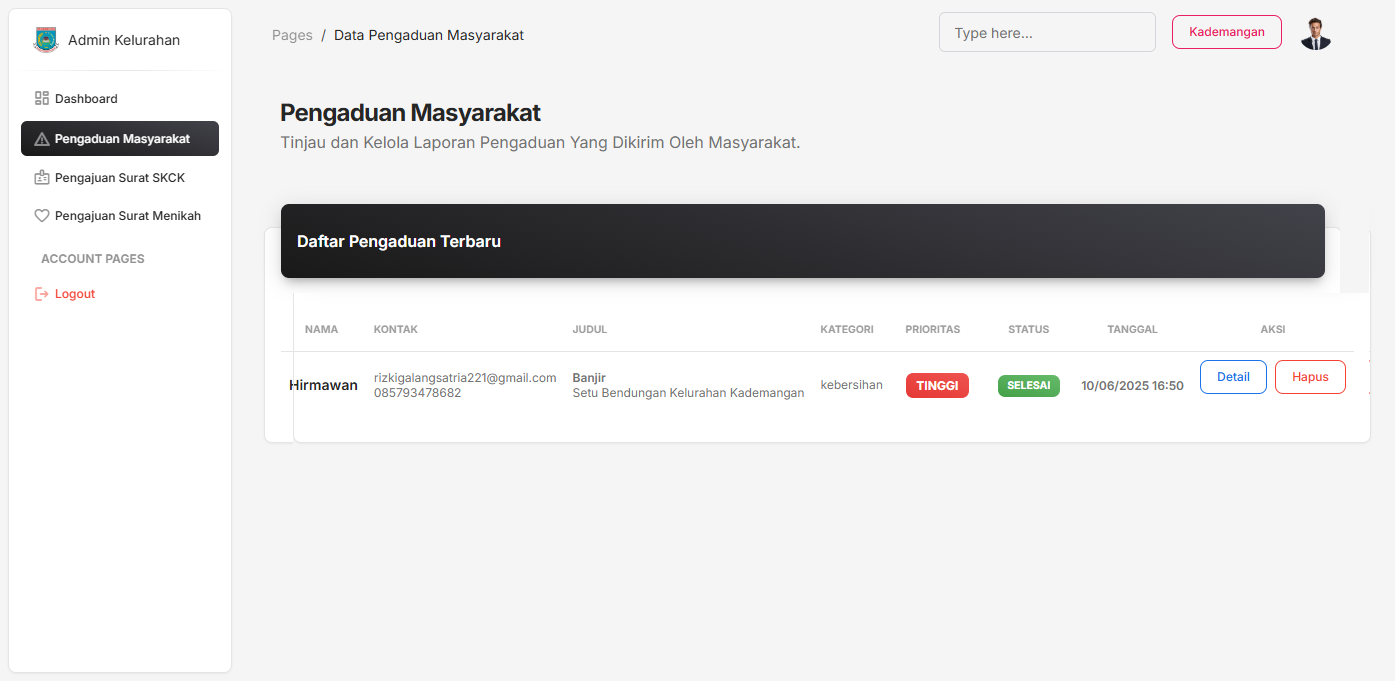 Admin Kelurahan
Dashboard
Pengaduan Masyarakat
Pengajuan Surat SKCK
Pengajuan Surat Menikah
ACCOUNT PAGES
Logout
Pages / Data Pengaduan Masyarakat
Type here...
Kademangan
Pengaduan Masyarakat
Tinjau dan Kelola Laporan Pengaduan Yang Dikirim Oleh Masyarakat.
Daftar Pengaduan Terbaru
NAMA KONTAK JUDUL KATEGORI PRIORITAS STATUS TANGGAL AKSI
Hirmawan
rizkigalangsatria221@gmail.com
085793478682
Banjir
Setu Bendungan Kelurahan Kademangan
kebersihan
TINGGI
SELESAI
10/06/2025 16:50
Detail
Hapus